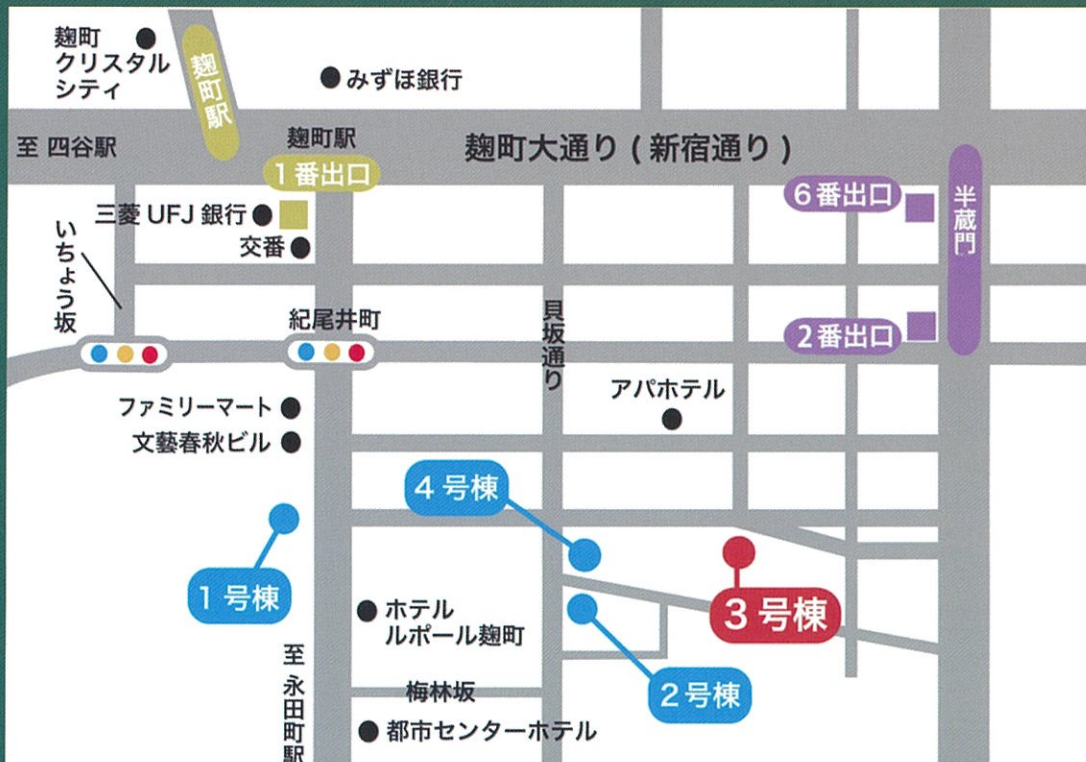 麹町
クリスタル
シティ
麹町駅
みずほ銀行
至 四谷駅
麹町駅
1番出口
麹町大通り ( 新宿通り )
三菱 UFJ 銀行
交番
いちょう坂
6番出口
半蔵門
紀尾井町
貝坂通り
2番出口
ファミリーマート
文藝春秋ビル
アパホテル
4 号棟
1 号棟
3 号棟
ホテル
ルポール麹町
2 号棟
至 永田町駅
梅林坂
都市センターホテル